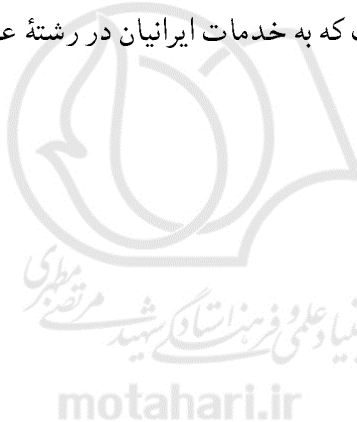 که به خدمات ایرانیان در رشتهٔ
بنیاد علمی و فرهنگی استاد شهید مرتضی مطهری
motahari.ir